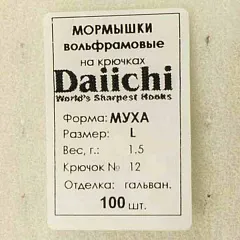 МОРМЫШКИ
вольфрамовые
на крючках
Daiichi
World's Sharpest Hooks
Форма: МУХА
Размер: L
Вес, г.: 1.5
Крючок № 12
Отделка: гальван.
100 шт.